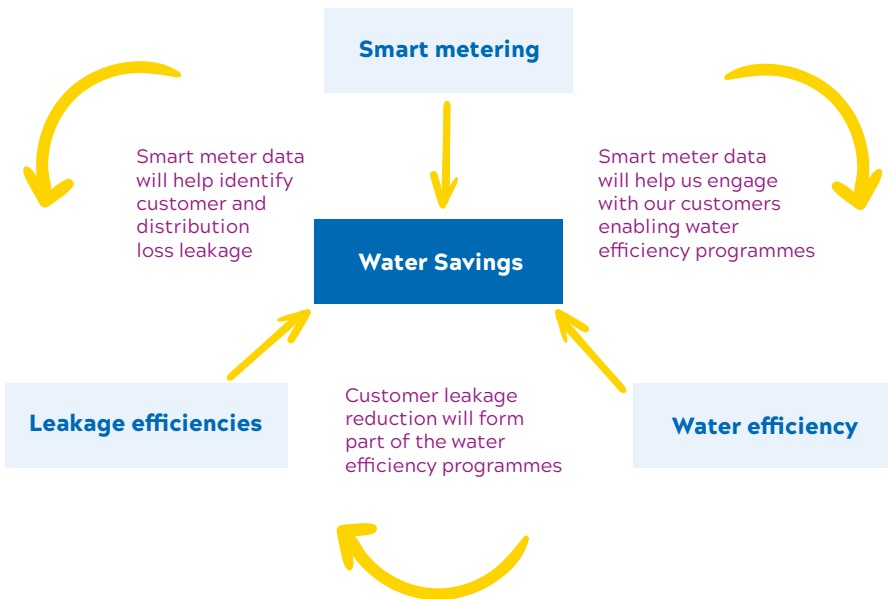 Smart metering
Smart meter data
will help identify
customer and
distribution
loss leakage
Smart meter data
will help us engage
with our customers
enabling water
efficiency programmes
Water Savings
Leakage efficiencies
Customer leakage
reduction will form
part of the water
efficiency programmes
Water efficiency